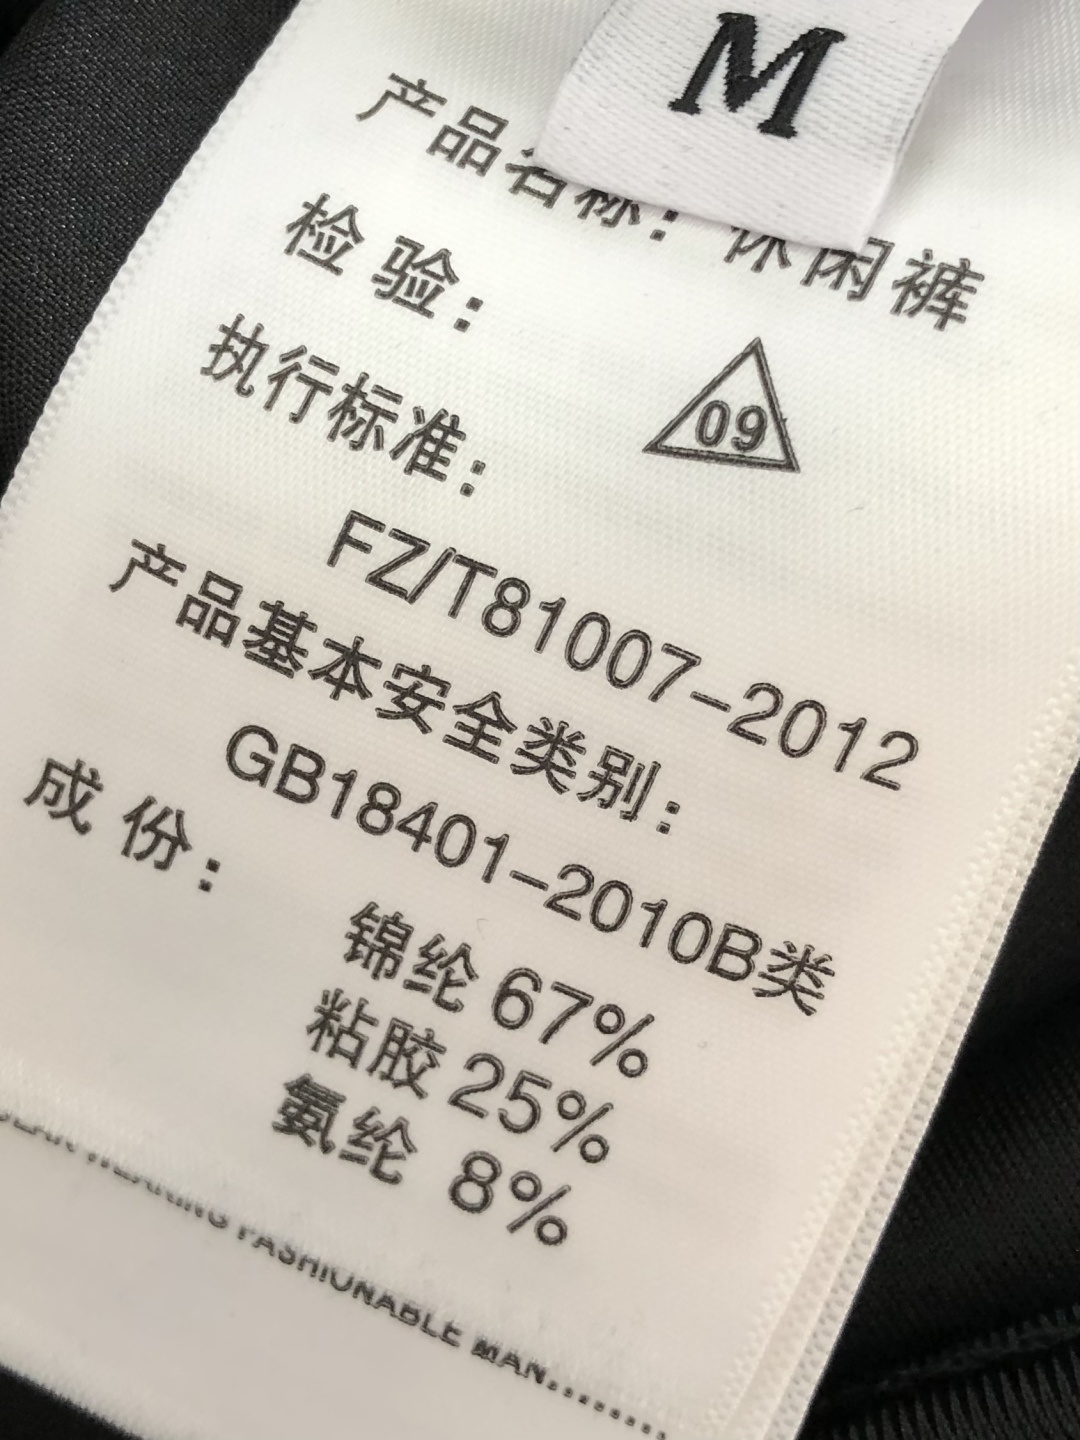 M
产品名称：休闲裤
检验：
09
执行标准：
FZ/T81007-2012
产品基本安全类别：
GB18401-2010B类
成份：
锦纶 67%
粘胶 25%
氨纶 8%
WEARING FASHIONABLE MAN........